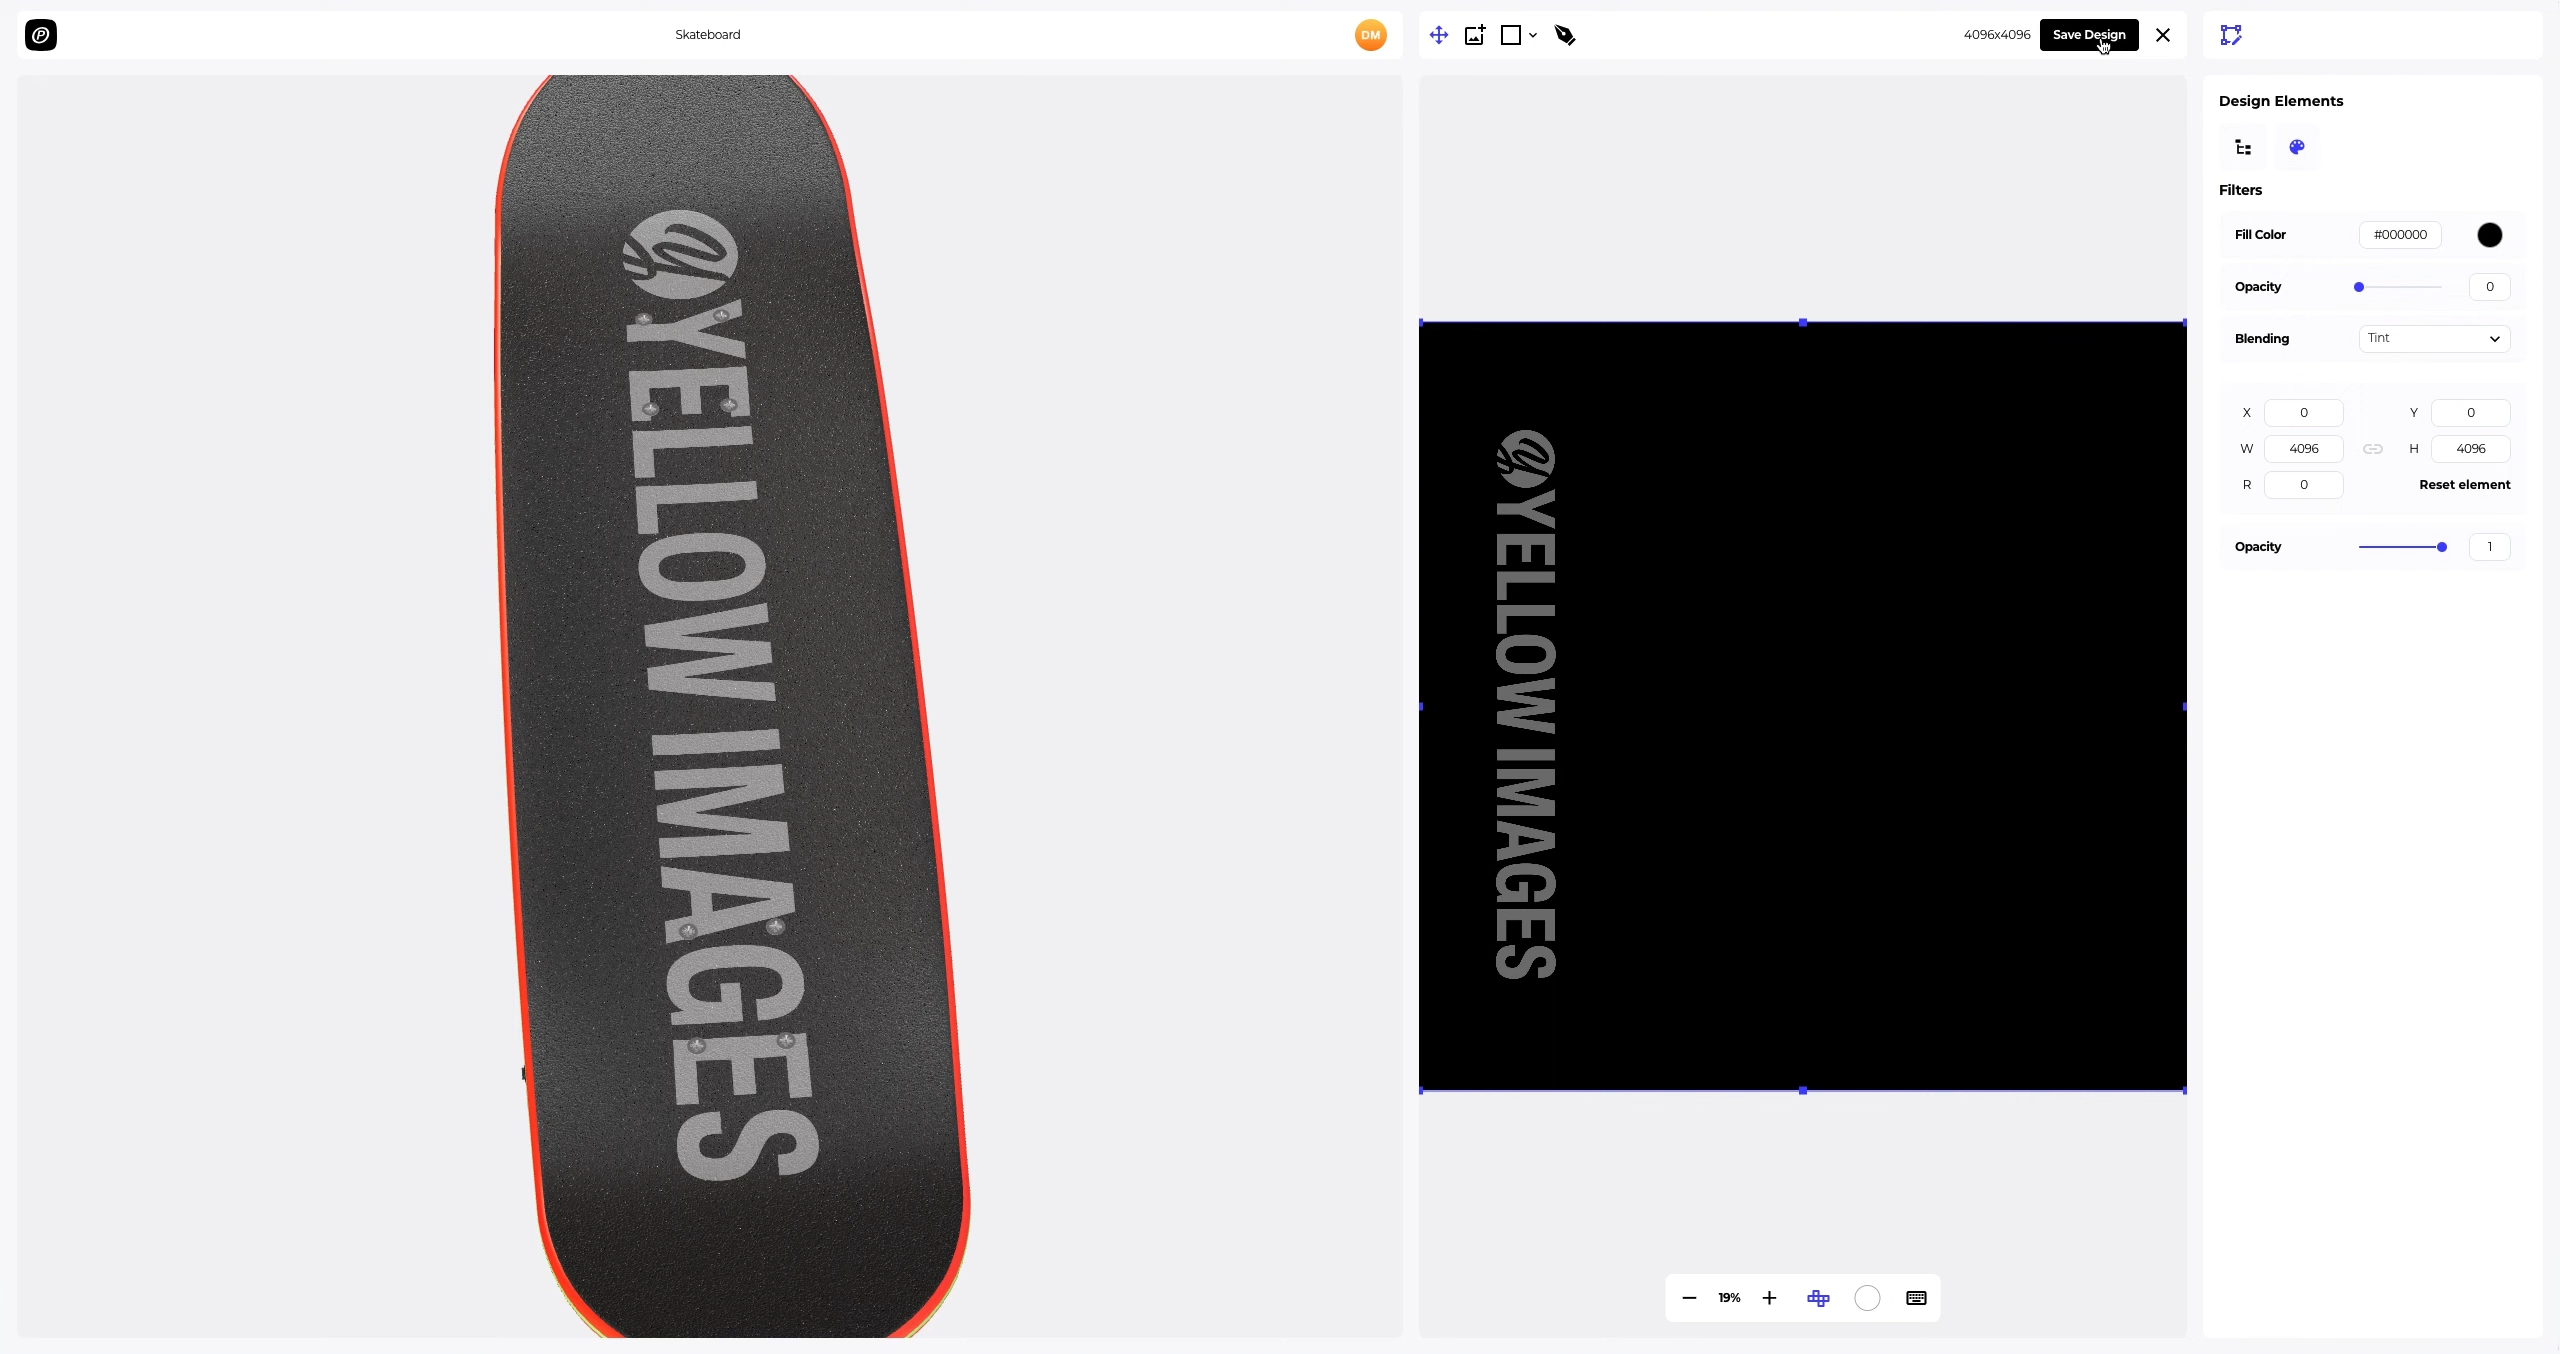 Skateboard
DM
4096x4096
Save Design
YELLOW IMAGES
YELLOW IMAGES
19%
Design Elements
Filters
Fill Color
#000000
Opacity
0
Blending
Tint
X
0
Y
0
W
4096
H
4096
R
0
Reset element
Opacity
1